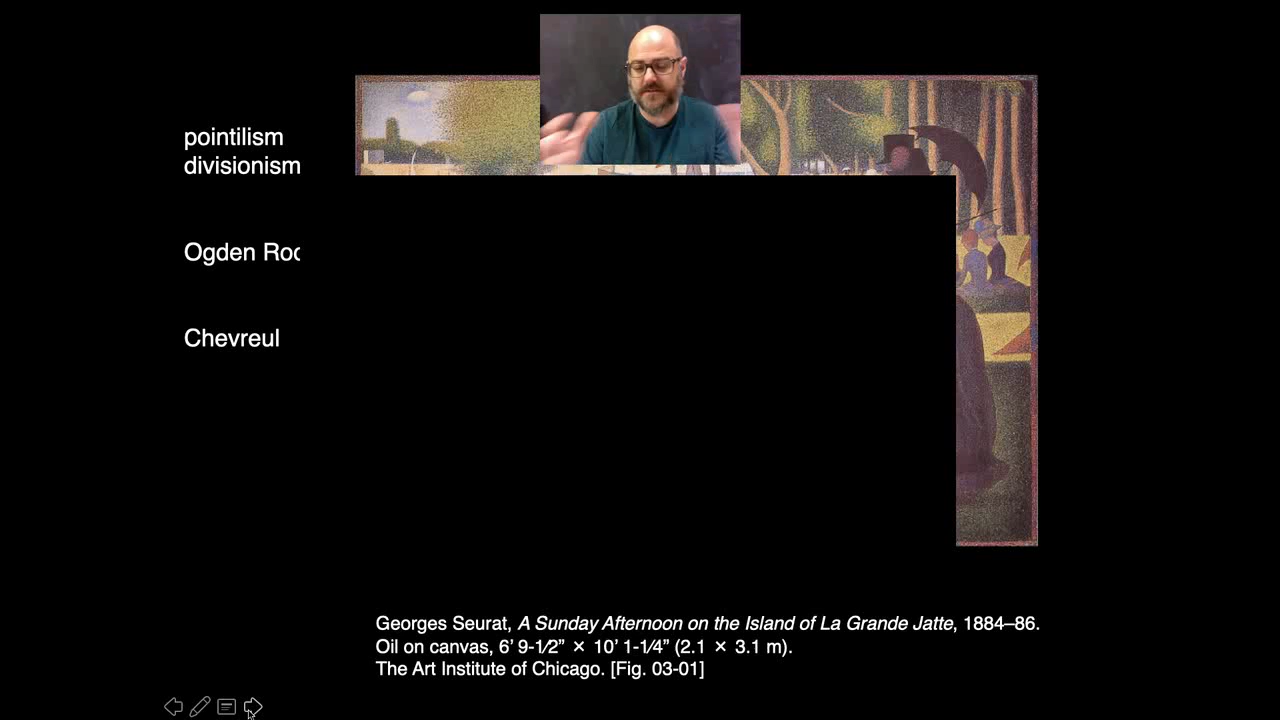 pointilism
divisionism
Ogden
Chevreul
Georges Seurat, A Sunday Afternoon on the Island of La Grande Jatte, 1884–86.
Oil on canvas, 6’ 9-1⁄2” × 10’ 1-1⁄4” (2.1 × 3.1 m).
The Art Institute of Chicago. [Fig. 03-01]